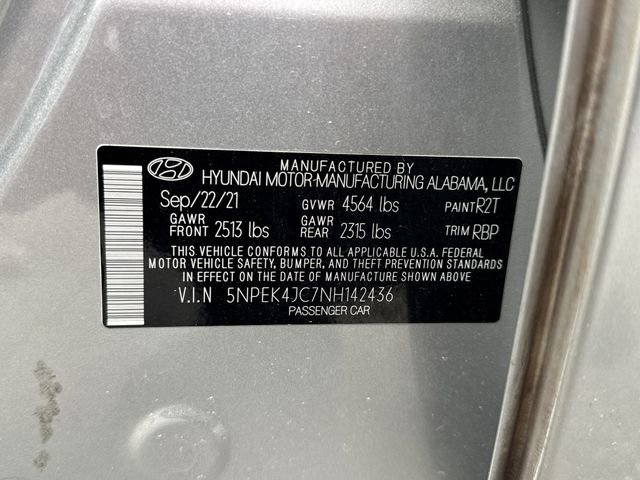 MANUFACTURED BY
HYUNDAI MOTOR-MANUFACTURING ALABAMA, LLC
Sep/22/21 GVWR 4564 lbs PAINT R2T
GAWR FRONT 2513 lbs GAWR REAR 2315 lbs TRIM RBP
THIS VEHICLE CONFORMS TO ALL APPLICABLE U.S.A. FEDERAL
MOTOR VEHICLE SAFETY, BUMPER, AND THEFT PREVENTION STANDARDS
IN EFFECT ON THE DATE OF MANUFACTURE SHOWN ABOVE
V.I.N 5NPEK4JC7NH142436
PASSENGER CAR